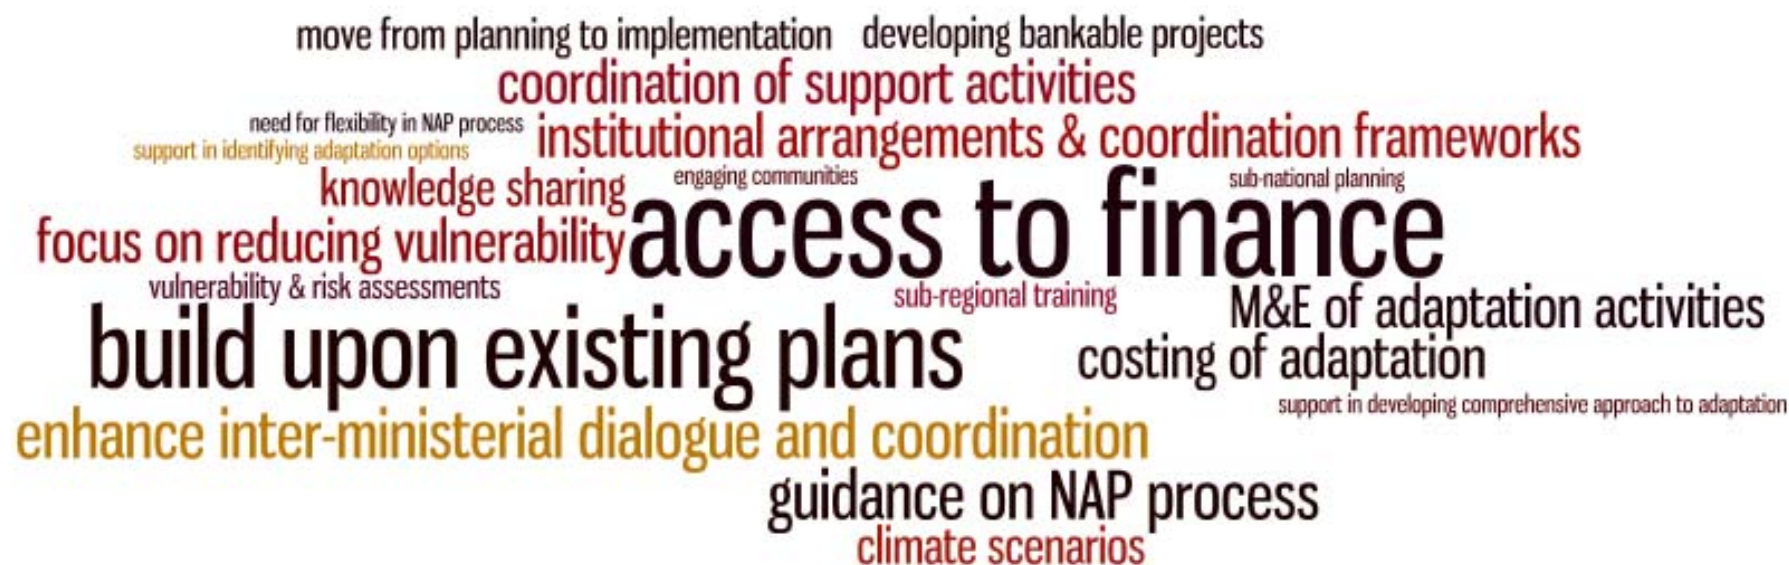 move from planning to implementation
developing bankable projects
coordination of support activities
need for flexibility in NAP process
institutional arrangements & coordination frameworks
support in identifying adaptation options
knowledge sharing
engaging communities
sub-national planning
access to finance
focus on reducing vulnerability
vulnerability & risk assessments
sub-regional training
M&E of adaptation activities
build upon existing plans
costing of adaptation
support in developing comprehensive approach to adaptation
enhance inter-ministerial dialogue and coordination
guidance on NAP process
climate scenarios